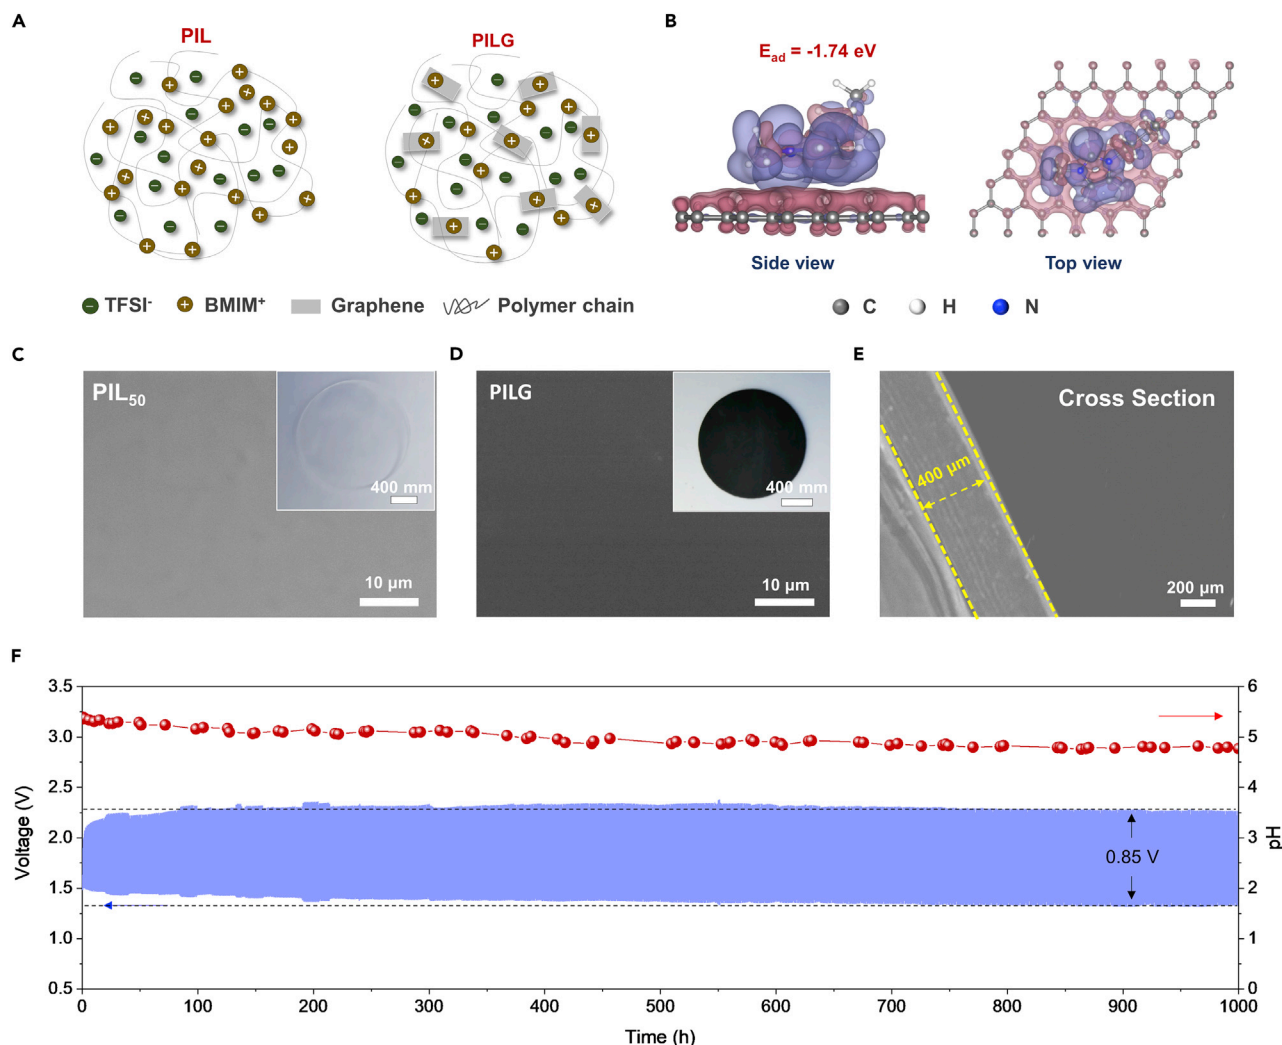 A
PIL
PILG
TFSI⁻
BMIM⁺
Graphene
Polymer chain
B
E_ad = -1.74 eV
Side view
Top view
C
H
N
C
PIL₅₀
400 mm
10 μm
D
PILG
400 mm
10 μm
E
Cross Section
400 μm
200 μm
F
3.5
3.0
2.5
2.0
1.5
1.0
0.5
Voltage (V)
0.85 V
6
5
4
3
2
1
0
pH
0 100 200 300 400 500 600 700 800 900 1000
Time (h)